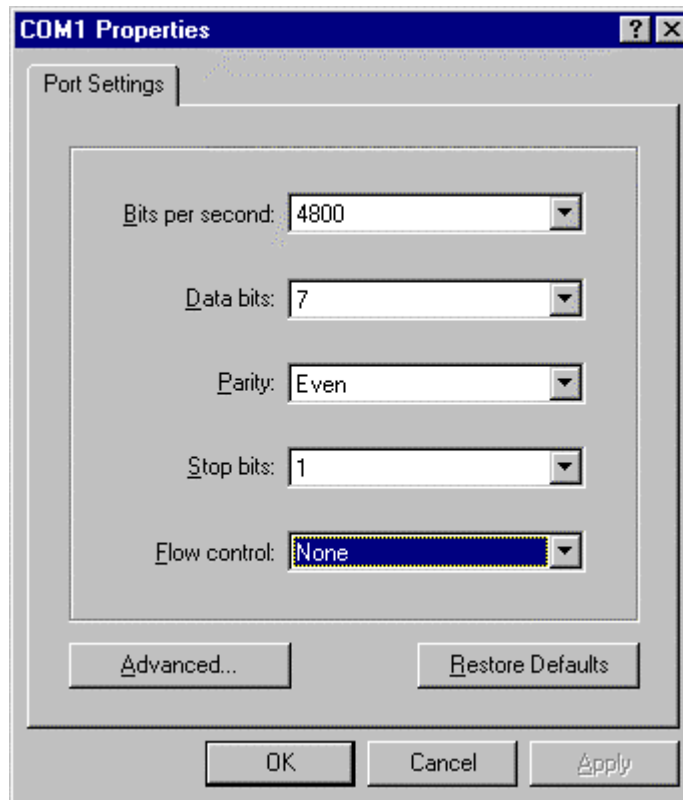 COM1 Properties
Port Settings
Bits per second: 4800
Data bits: 7
Parity: Even
Stop bits: 1
Flow control: None
Advanced... Restore Defaults
OK Cancel Apply